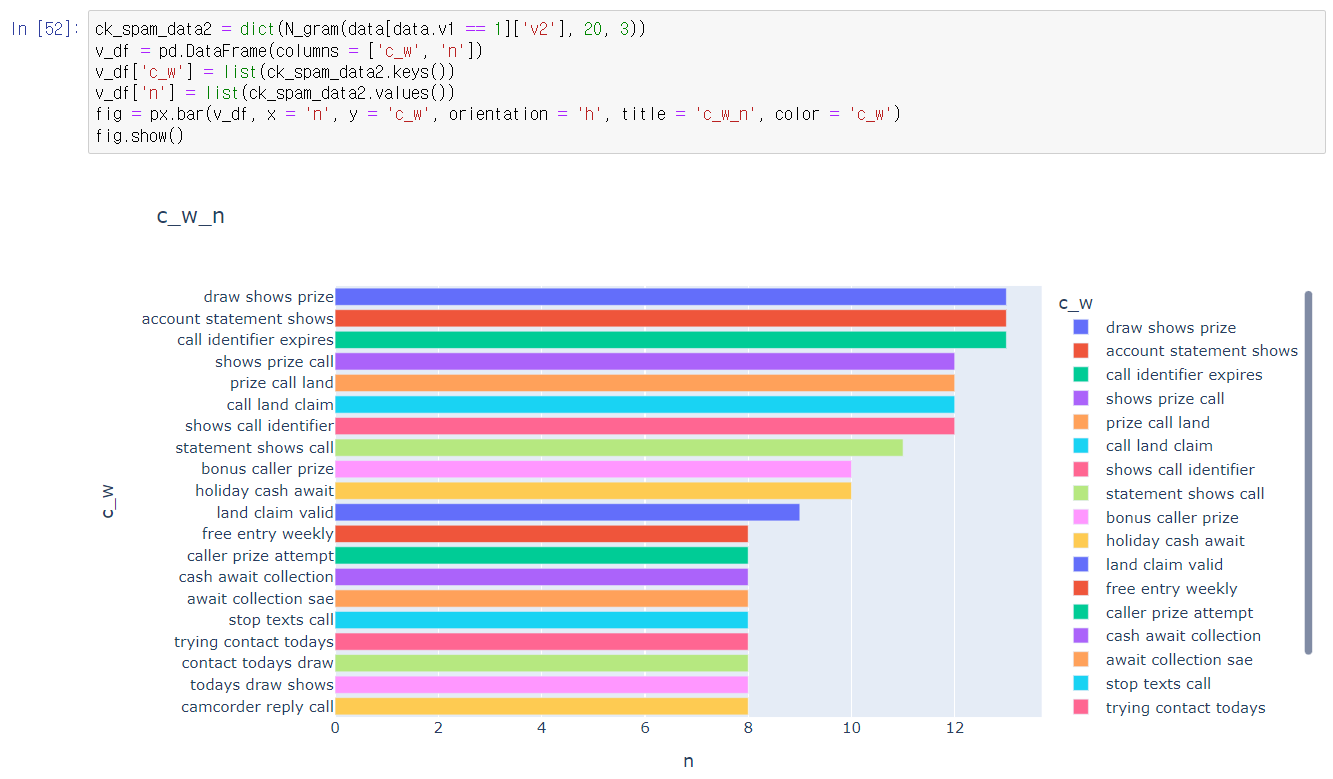 In [52]:
ck_spam_data2 = dict(N_gram(data[data.v1 == 1]['v2'], 20, 3))
v_df = pd.DataFrame(columns = ['c_w', 'n'])
v_df['c_w'] = list(ck_spam_data2.keys())
v_df['n'] = list(ck_spam_data2.values())
fig = px.bar(v_df, x = 'n', y = 'c_w', orientation = 'h', title = 'c_w_n', color = 'c_w')
fig.show()
c_w_n
c_w
draw shows prize
account statement shows
call identifier expires
shows prize call
prize call land
call land claim
shows call identifier
statement shows call
bonus caller prize
holiday cash await
land claim valid
free entry weekly
caller prize attempt
cash await collection
await collection sae
stop texts call
trying contact todays
contact todays draw
todays draw shows
camcorder reply call
0 2 4 6 8 10 12
n
c_w
draw shows prize
account statement shows
call identifier expires
shows prize call
prize call land
call land claim
shows call identifier
statement shows call
bonus caller prize
holiday cash await
land claim valid
free entry weekly
caller prize attempt
cash await collection
await collection sae
stop texts call
trying contact todays